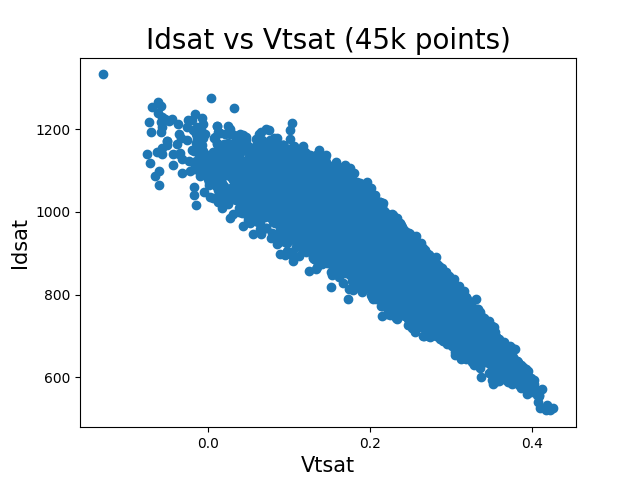 Idsat vs Vtsat (45k points)
Idsat
1200
1000
800
600
0.0 0.2 0.4
Vtsat